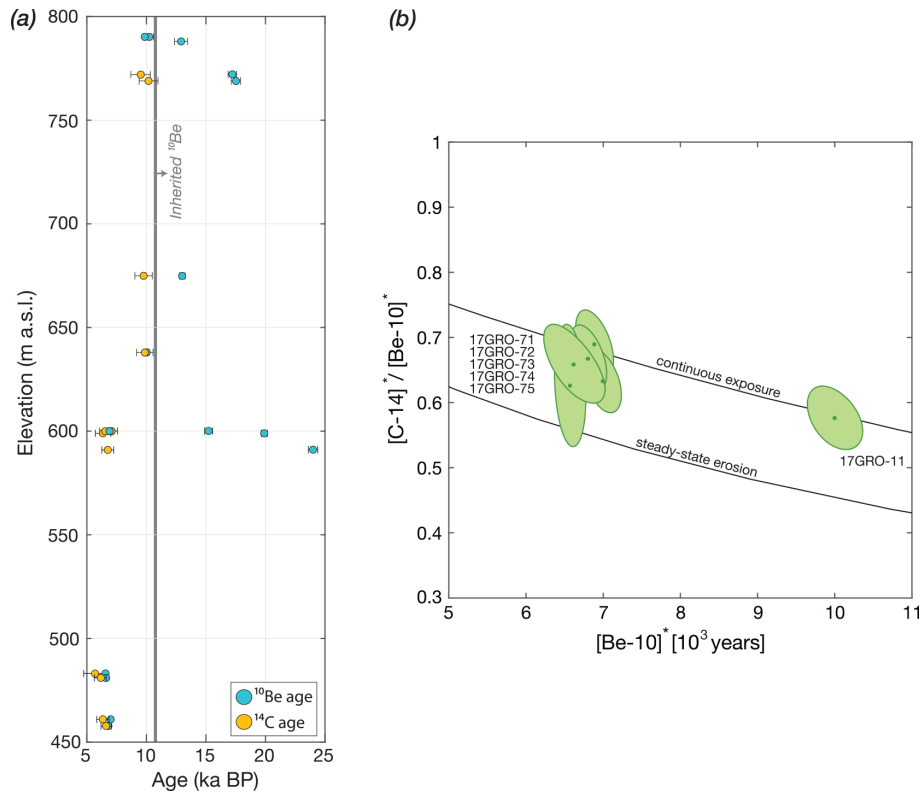 (a)
800
750
700
650
600
550
500
450
Elevation (m a.s.l.)
Inherited ¹⁰Be
¹⁰Be age
¹⁴C age
5
10
15
20
25
Age (ka BP)
(b)
1
0.9
0.8
0.7
0.6
0.5
0.4
0.3
[C-14]* / [Be-10]*
17GRO-71
17GRO-72
17GRO-73
17GRO-74
17GRO-75
continuous exposure
steady-state erosion
17GRO-11
5
6
7
8
9
10
11
[Be-10]* [10³ years]